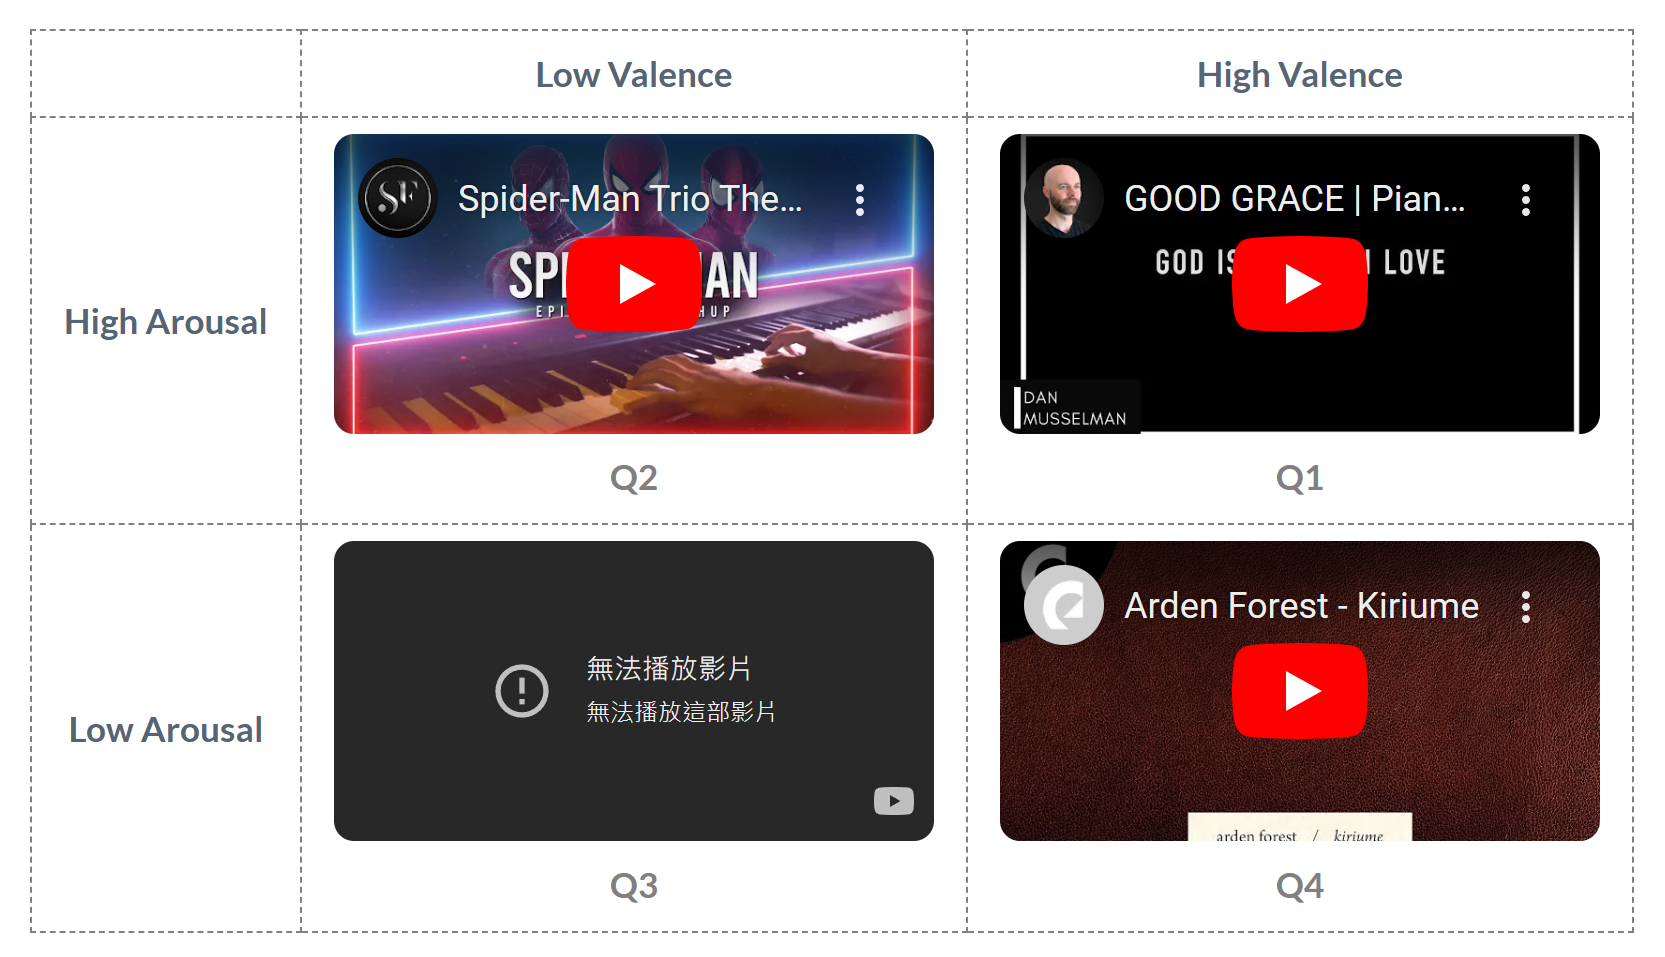 Low Valence
High Valence
High Arousal
SF
Spider-Man Trio The...
GOOD GRACE | Pian...
GOD IS LOVE
DAN
MUSSELMAN
Q2
Q1
Low Arousal
無法播放影片
無法播放這部影片
Arden Forest - Kiriume
arden forest / kiriume
Q3
Q4